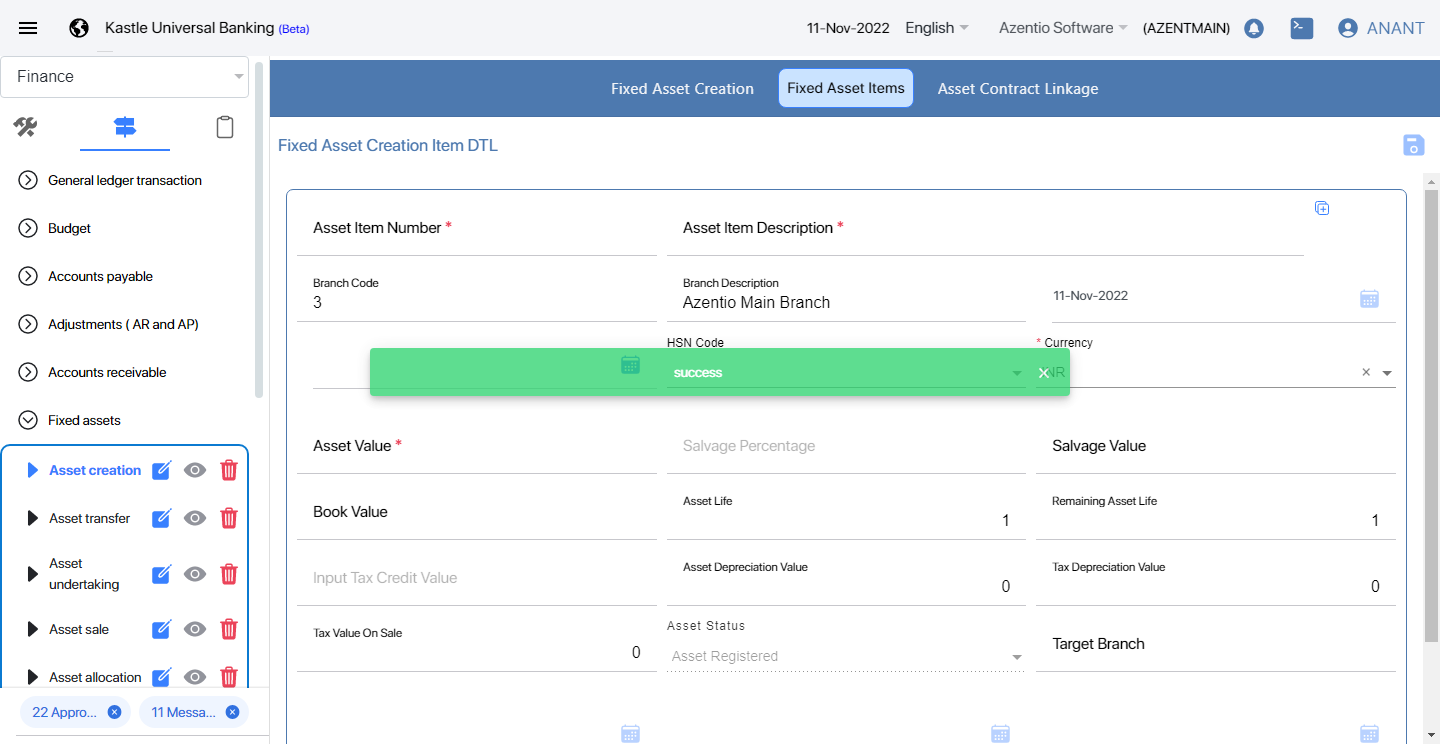 Kastle Universal Banking (Beta)
11-Nov-2022
English
Azentio Software
(AZENTMAIN)
ANANT
Finance
General ledger transaction
Budget
Accounts payable
Adjustments ( AR and AP)
Accounts receivable
Fixed assets
Asset creation
Asset transfer
Asset
undertaking
Asset sale
Asset allocation
22 Appro...
11 Messa...
Fixed Asset Creation
Fixed Asset Items
Asset Contract Linkage
Fixed Asset Creation Item DTL
Asset Item Number *
Asset Item Description *
Branch Code
3
Branch Description
Azentio Main Branch
11-Nov-2022
HSN Code
* Currency
success
INR
Asset Value *
Salvage Percentage
Salvage Value
Book Value
Asset Life
1
Remaining Asset Life
1
Input Tax Credit Value
Asset Depreciation Value
0
Tax Depreciation Value
0
Tax Value On Sale
0
Asset Status
Asset Registered
Target Branch